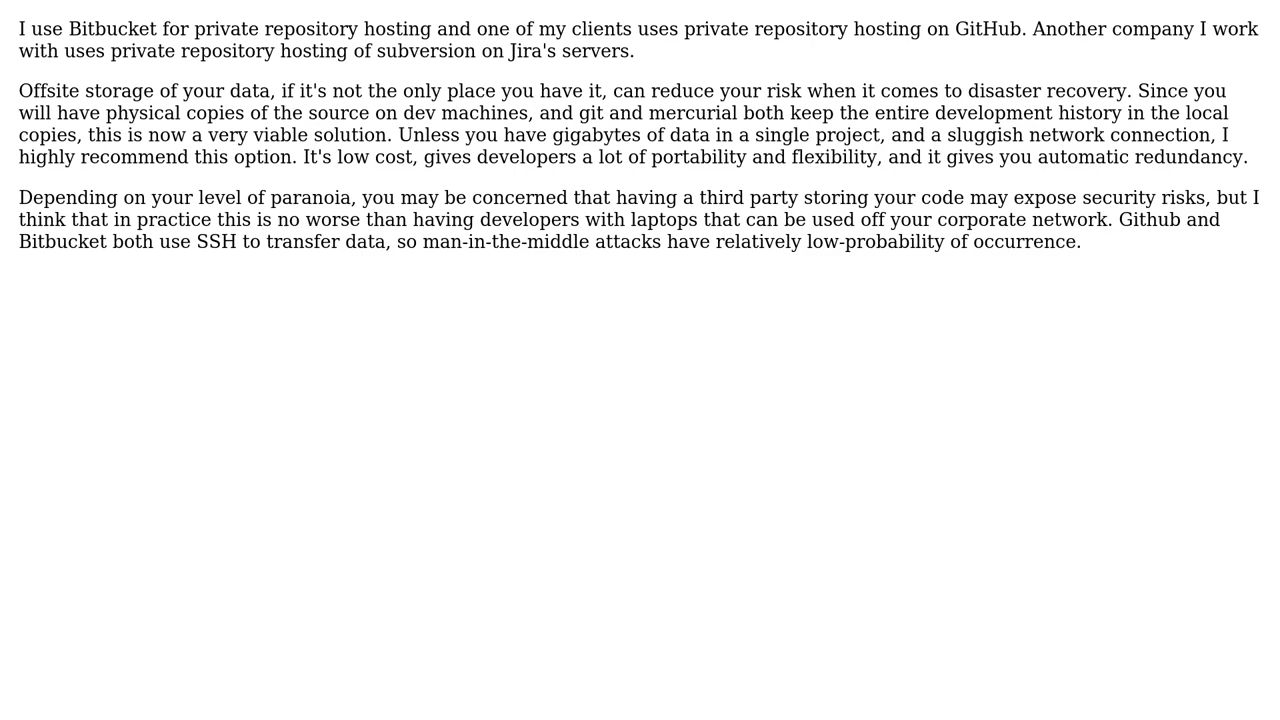 I use Bitbucket for private repository hosting and one of my clients uses private repository hosting on GitHub. Another company I work
with uses private repository hosting of subversion on Jira's servers.
Offsite storage of your data, if it's not the only place you have it, can reduce your risk when it comes to disaster recovery. Since you
will have physical copies of the source on dev machines, and git and mercurial both keep the entire development history in the local
copies, this is now a very viable solution. Unless you have gigabytes of data in a single project, and a sluggish network connection, I
highly recommend this option. It's low cost, gives developers a lot of portability and flexibility, and it gives you automatic redundancy.
Depending on your level of paranoia, you may be concerned that having a third party storing your code may expose security risks, but I
think that in practice this is no worse than having developers with laptops that can be used off your corporate network. Github and
Bitbucket both use SSH to transfer data, so man-in-the-middle attacks have relatively low-probability of occurrence.